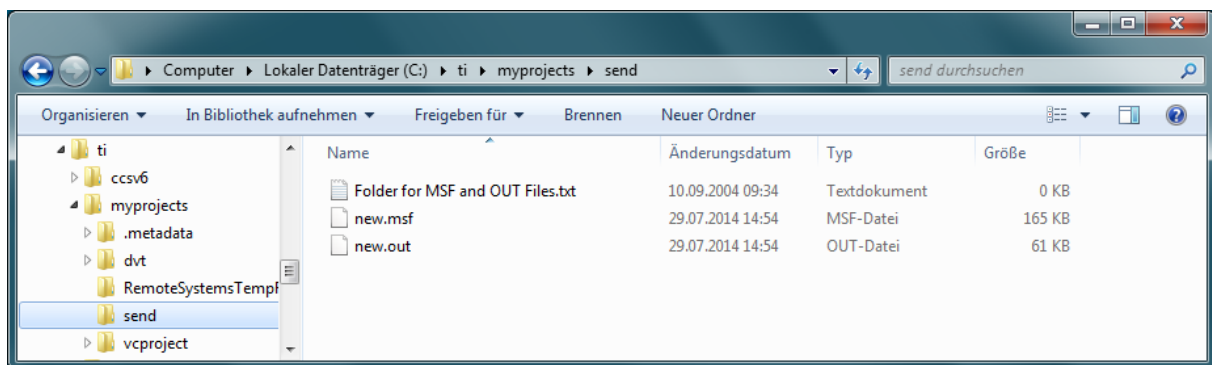 Computer ▸ Lokaler Datenträger (C:) ▸ ti ▸ myprojects ▸ send
send durchsuchen
Organisieren In Bibliothek aufnehmen Freigeben für Brennen Neuer Ordner
ti
ccsv6
myprojects
.metadata
dvt
RemoteSystemsTempF
send
vcproject
Name Änderungsdatum Typ Größe
Folder for MSF and OUT Files.txt 10.09.2004 09:34 Textdokument 0 KB
new.msf 29.07.2014 14:54 MSF-Datei 165 KB
new.out 29.07.2014 14:54 OUT-Datei 61 KB